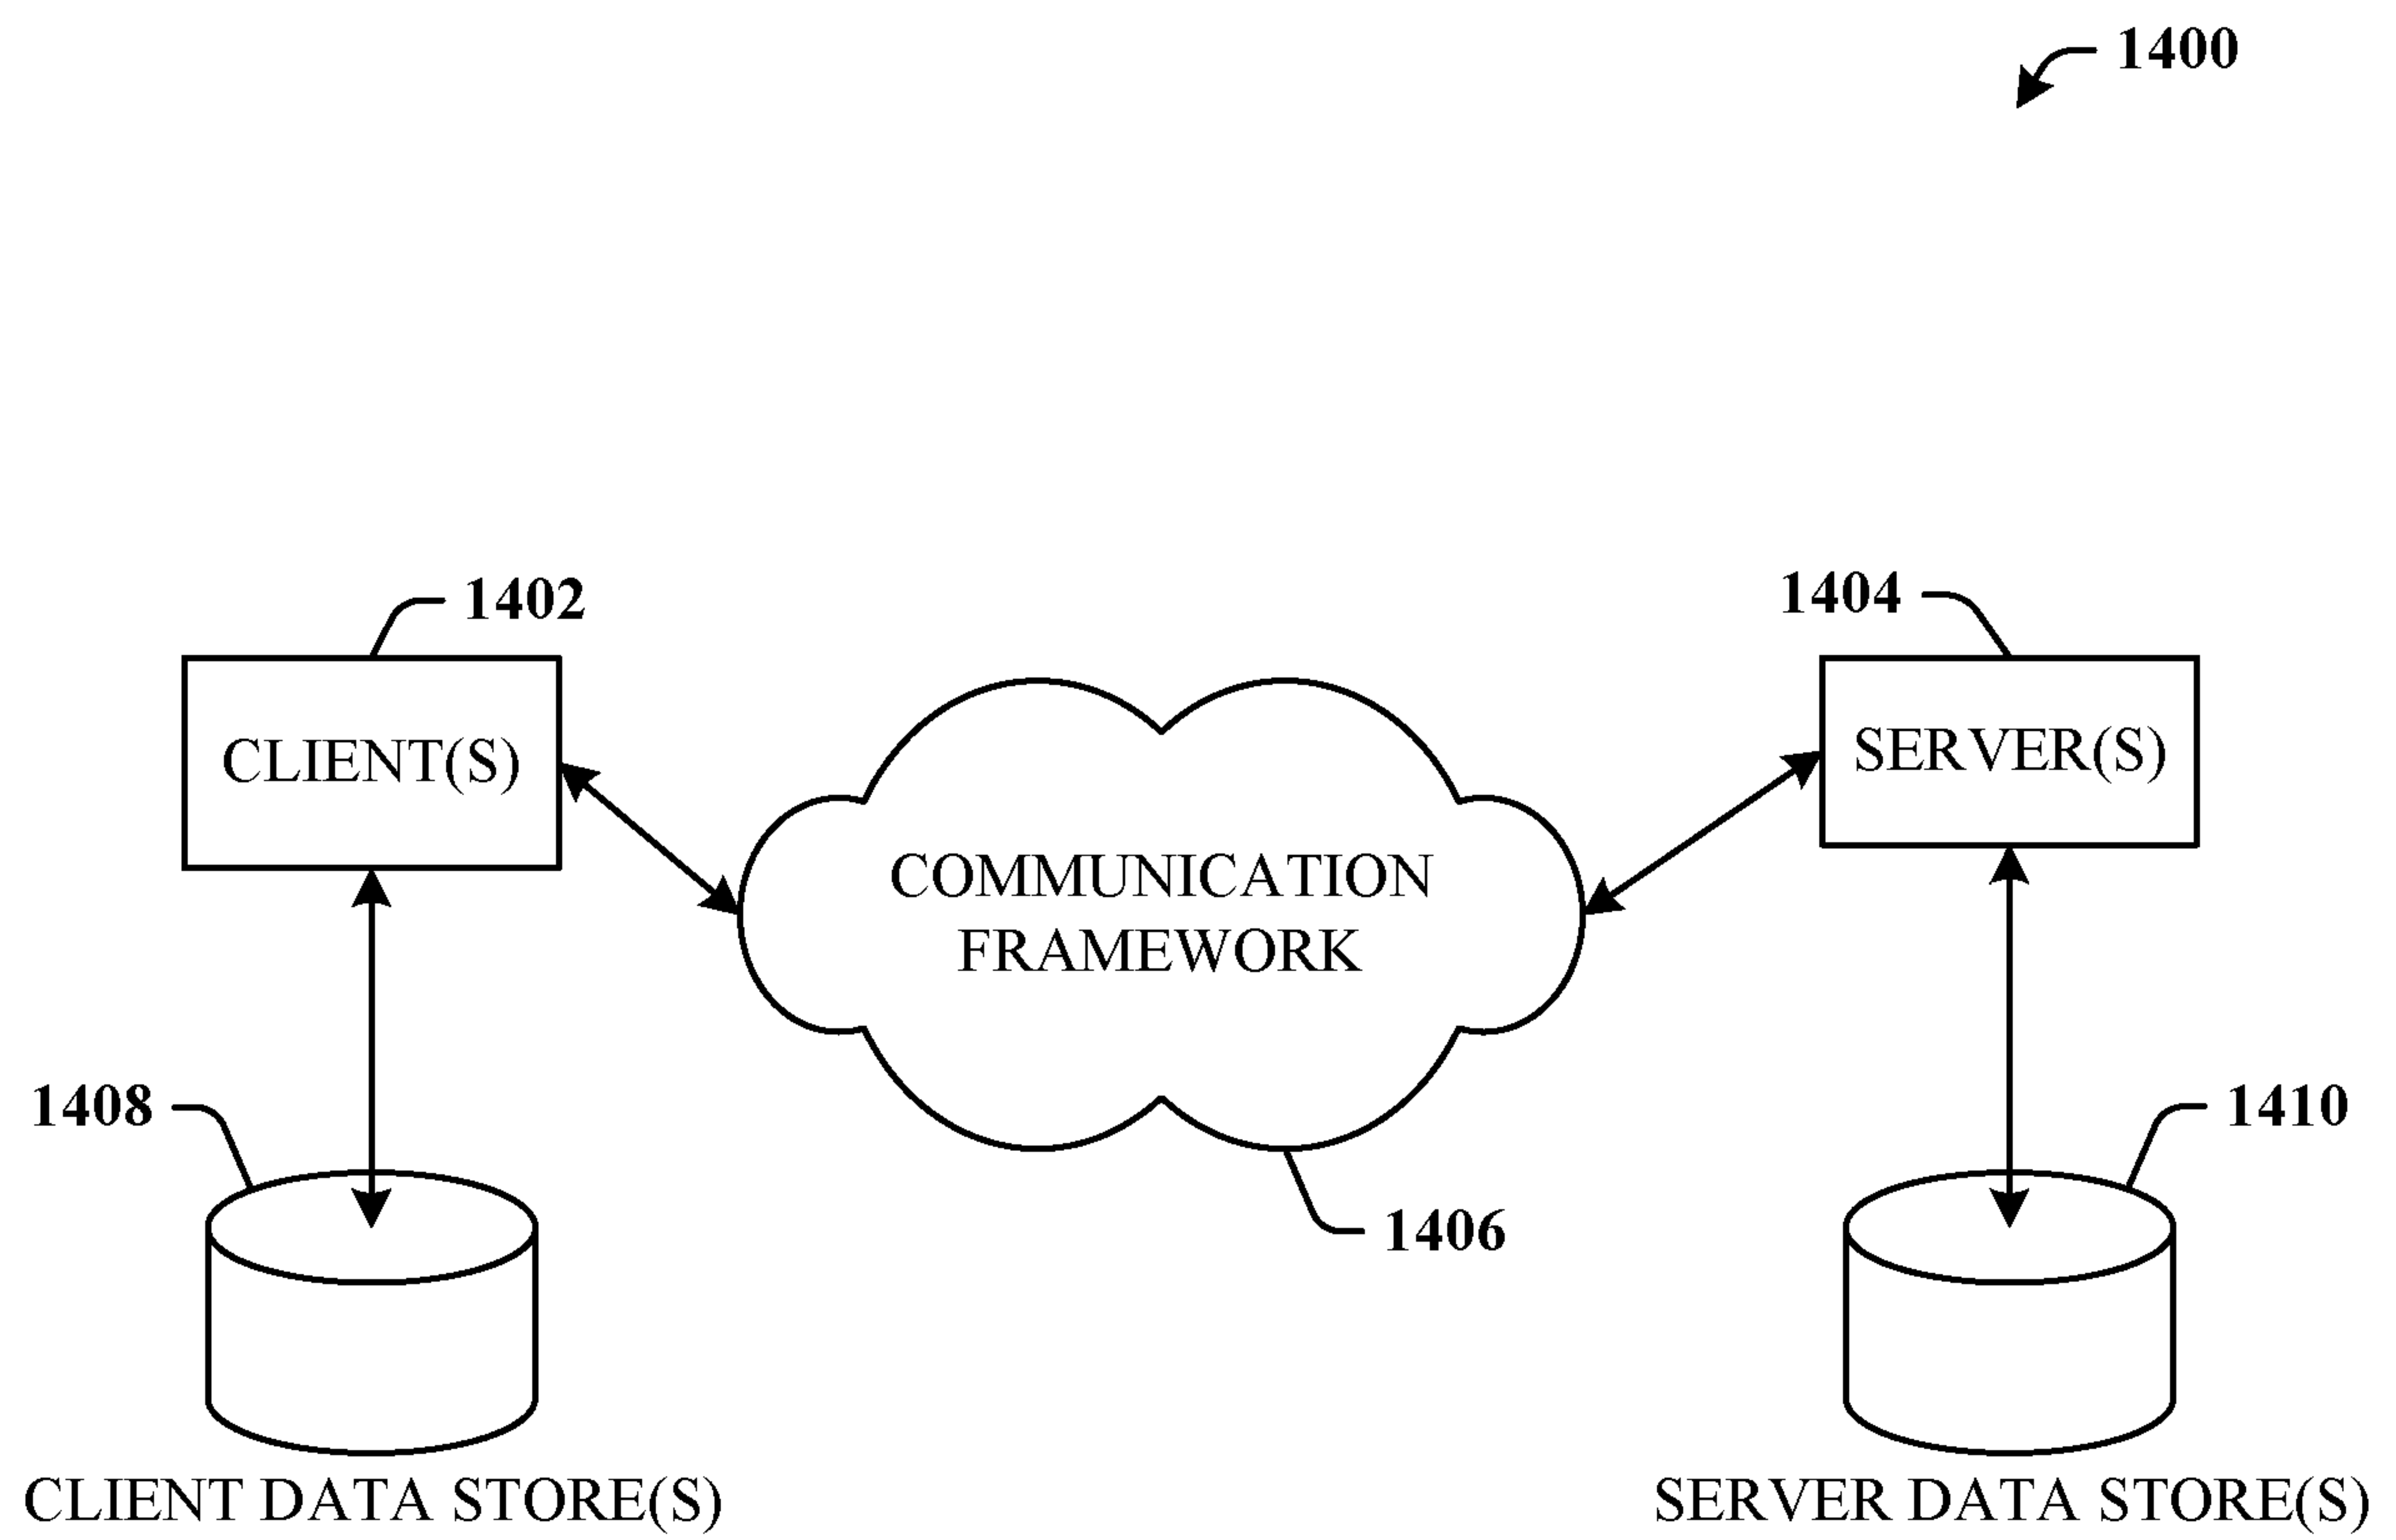 1400
1402
1404
CLIENT(S)
SERVER(S)
COMMUNICATION
FRAMEWORK
1408
1410
1406
CLIENT DATA STORE(S)
SERVER DATA STORE(S)